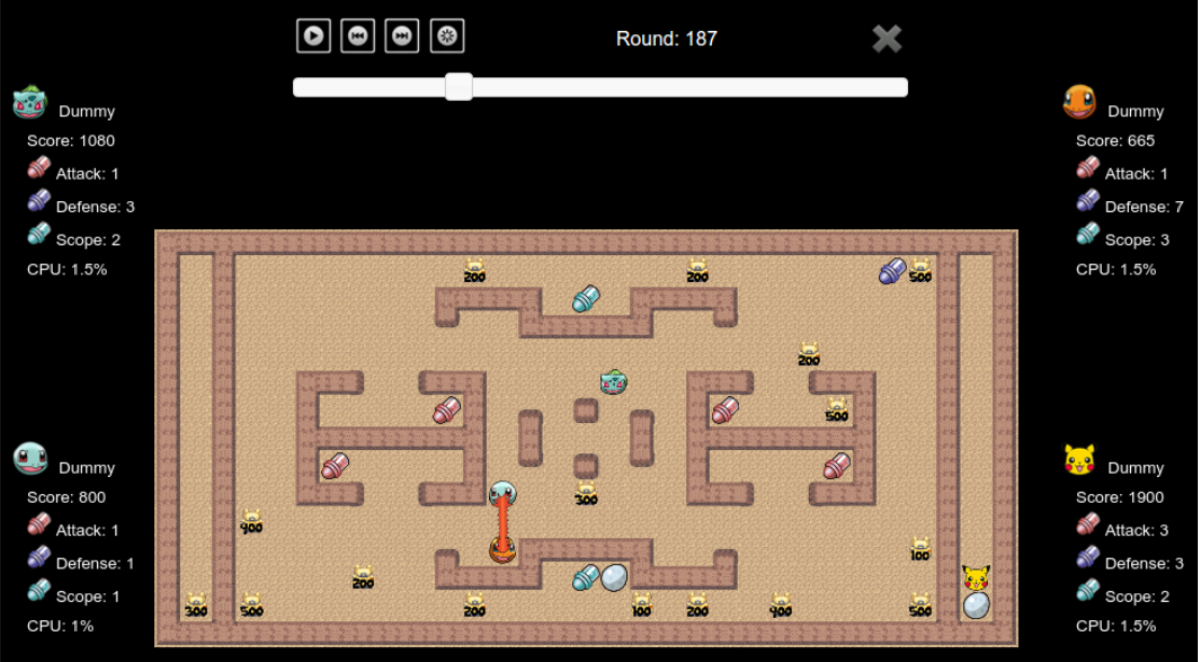 Round: 187
Dummy
Score: 1080
Attack: 1
Defense: 3
Scope: 2
CPU: 1.5%
Dummy
Score: 665
Attack: 1
Defense: 7
Scope: 3
CPU: 1.5%
200
200
500
200
500
300
900
100
200
300
500
200
100
200
900
500
Dummy
Score: 800
Attack: 1
Defense: 1
Scope: 1
CPU: 1%
Dummy
Score: 1900
Attack: 3
Defense: 3
Scope: 2
CPU: 1.5%